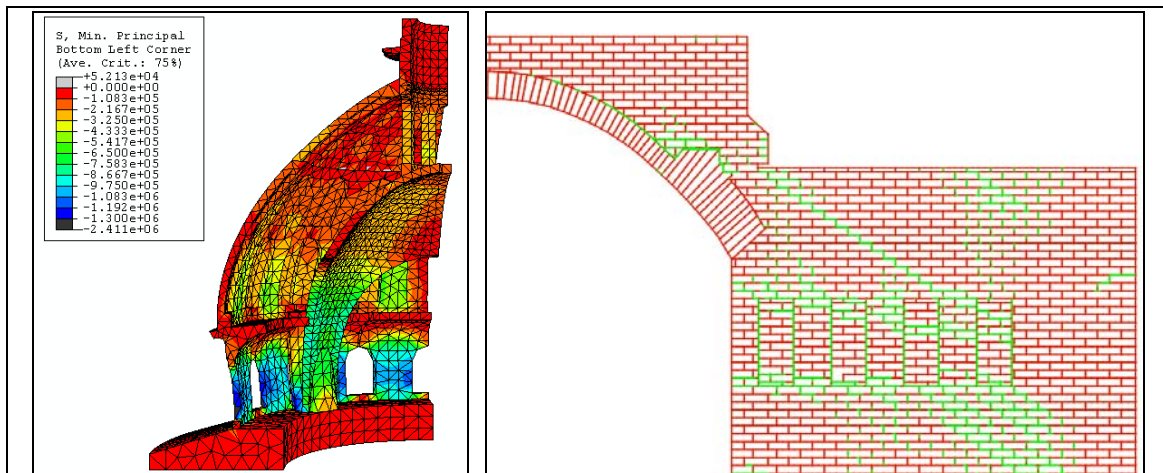 S, Min. Principal
Bottom Left Corner
(Ave. Crit.: 75%)
+5.213e+04
+0.000e+00
-1.083e+05
-2.167e+05
-3.250e+05
-4.333e+05
-5.417e+05
-6.500e+05
-7.583e+05
-8.667e+05
-9.750e+05
-1.083e+06
-1.192e+06
-1.300e+06
-2.411e+06